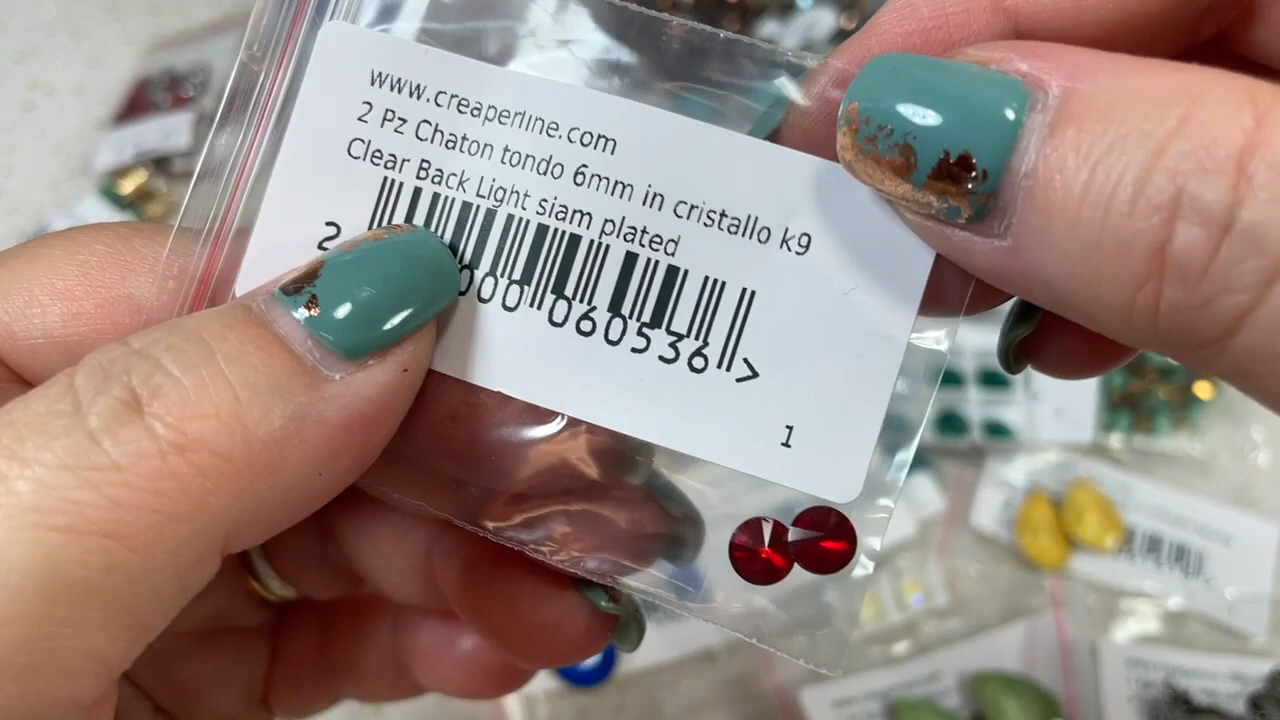 www.creaperline.com
2 Pz Chaton tondo 6mm in cristallo k9
Clear Back Light siam plated
2 000 060536 >
1